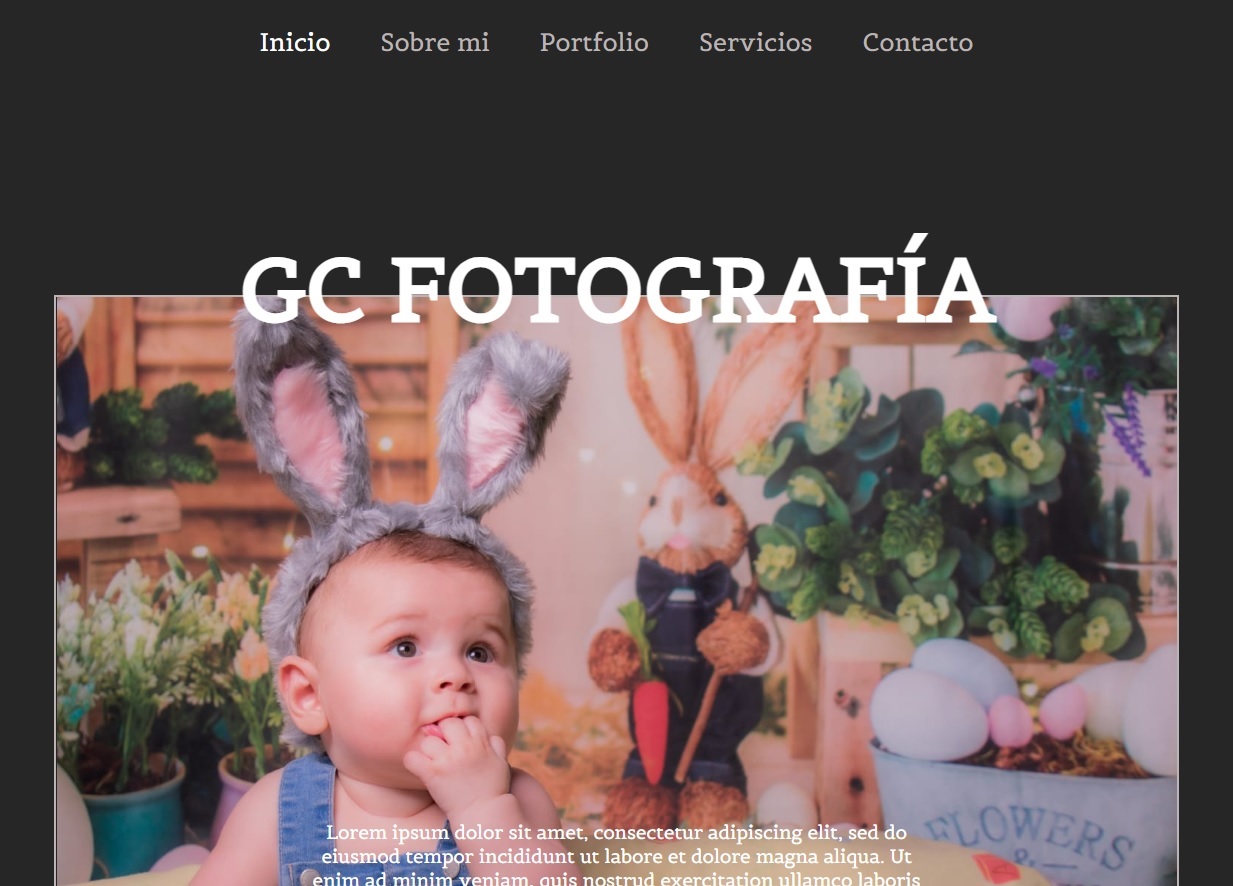 Inicio Sobre mi Portfolio Servicios Contacto
GC FOTOGRAFÍA
FLOWERS
&
Lorem ipsum dolor sit amet, consectetur adipiscing elit, sed do
eiusmod tempor incididunt ut labore et dolore magna aliqua. Ut
enim ad minim veniam, quis nostrud exercitation ullamco laboris